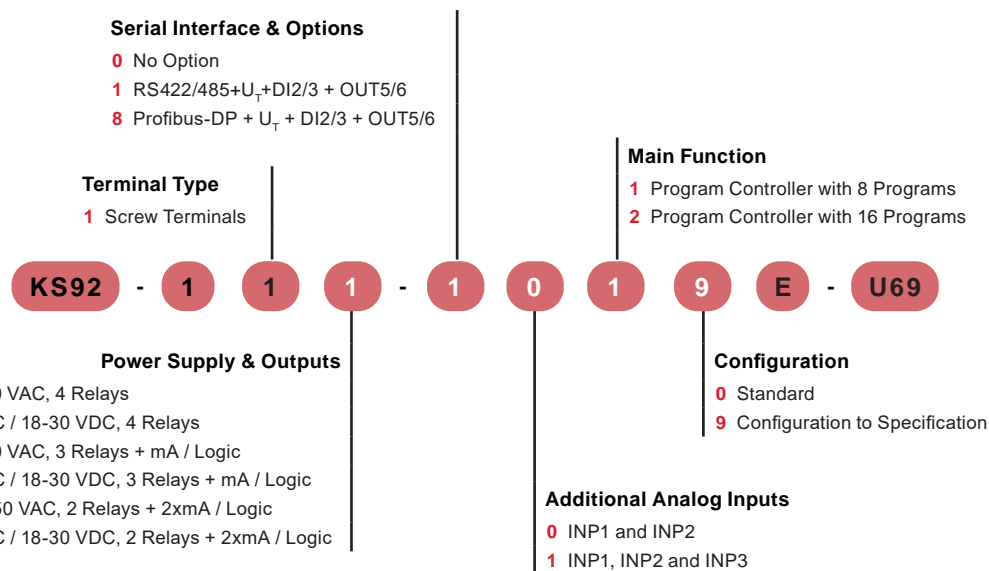 Serial Interface & Options
0 No Option
1 RS422/485+UT+DI2/3 + OUT5/6
8 Profibus-DP + UT + DI2/3 + OUT5/6
Terminal Type
1 Screw Terminals
Main Function
1 Program Controller with 8 Programs
2 Program Controller with 16 Programs
KS92 - 1 1 1 - 1 0 1 9 E - U69
Power Supply & Outputs
VAC, 4 Relays
/ 18-30 VDC, 4 Relays
VAC, 3 Relays + mA / Logic
/ 18-30 VDC, 3 Relays + mA / Logic
VAC, 2 Relays + 2xmA / Logic
/ 18-30 VDC, 2 Relays + 2xmA / Logic
Configuration
0 Standard
9 Configuration to Specification
Additional Analog Inputs
0 INP1 and INP2
1 INP1, INP2 and INP3